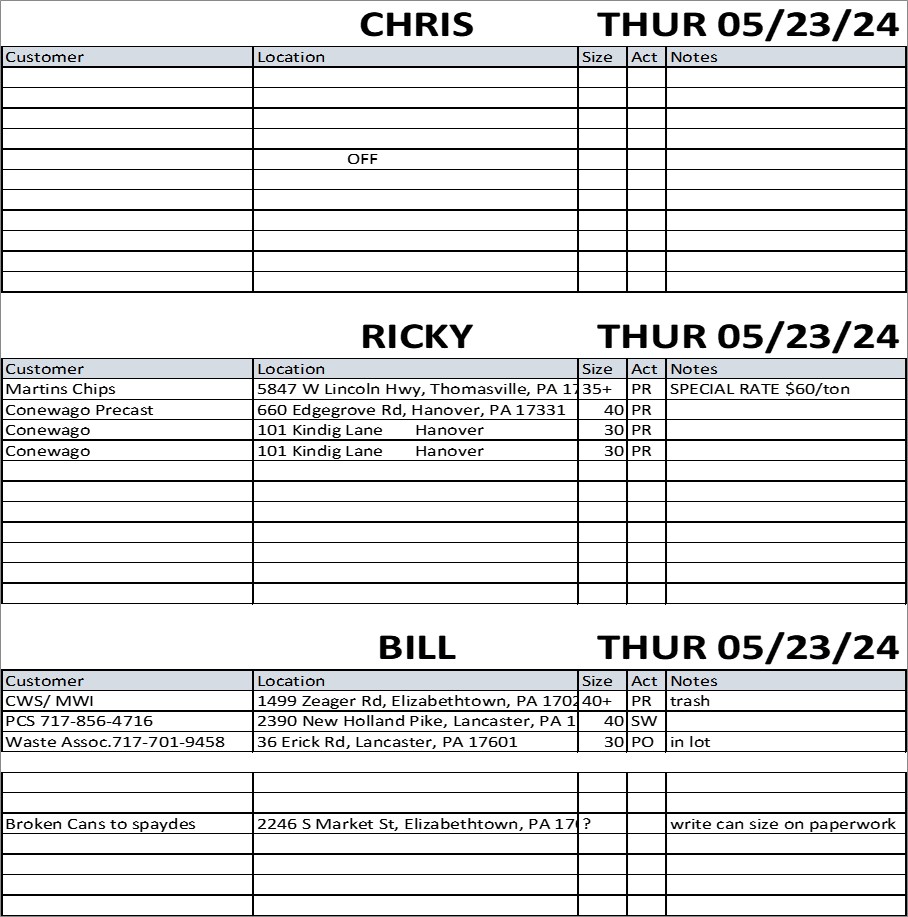 CHRIS THUR 05/23/24
Customer Location Size Act Notes
OFF
RICKY THUR 05/23/24
Customer Location Size Act Notes
Martins Chips 5847 W Lincoln Hwy, Thomasville, PA 17 35+ PR SPECIAL RATE $60/ton
Conewago Precast 660 Edgegrove Rd, Hanover, PA 17331 40 PR
Conewago 101 Kindig Lane Hanover 30 PR
Conewago 101 Kindig Lane Hanover 30 PR
BILL THUR 05/23/24
Customer Location Size Act Notes
CWS/ MWI 1499 Zeager Rd, Elizabethtown, PA 1702 40+ PR trash
PCS 717-856-4716 2390 New Holland Pike, Lancaster, PA 1 40 SW
Waste Assoc.717-701-9458 36 Erick Rd, Lancaster, PA 17601 30 PO in lot
Broken Cans to spaydes 2246 S Market St, Elizabethtown, PA 170 ? write can size on paperwork